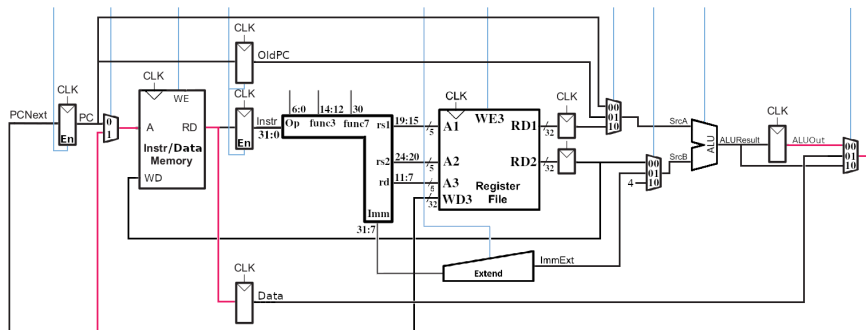 CLK
PCNext
PC
En
0
1
CLK
WE
A
RD
Instr/Data
Memory
WD
CLK
OldPC
CLK
Instr
31:0
En
6:0
14:12
30
Op
func3
func7
rs1
19:15
rs2
24:20
rd
11:7
Imm
31:7
CLK
WE3
A1
RD1
5
32
A2
RD2
5
32
A3
5
WD3
32
Register
File
CLK
CLK
Data
Extend
ImmExt
00
01
10
SrcA
00
01
10
4
SrcB
ALU
ALUResult
CLK
ALUOut
00
01
10